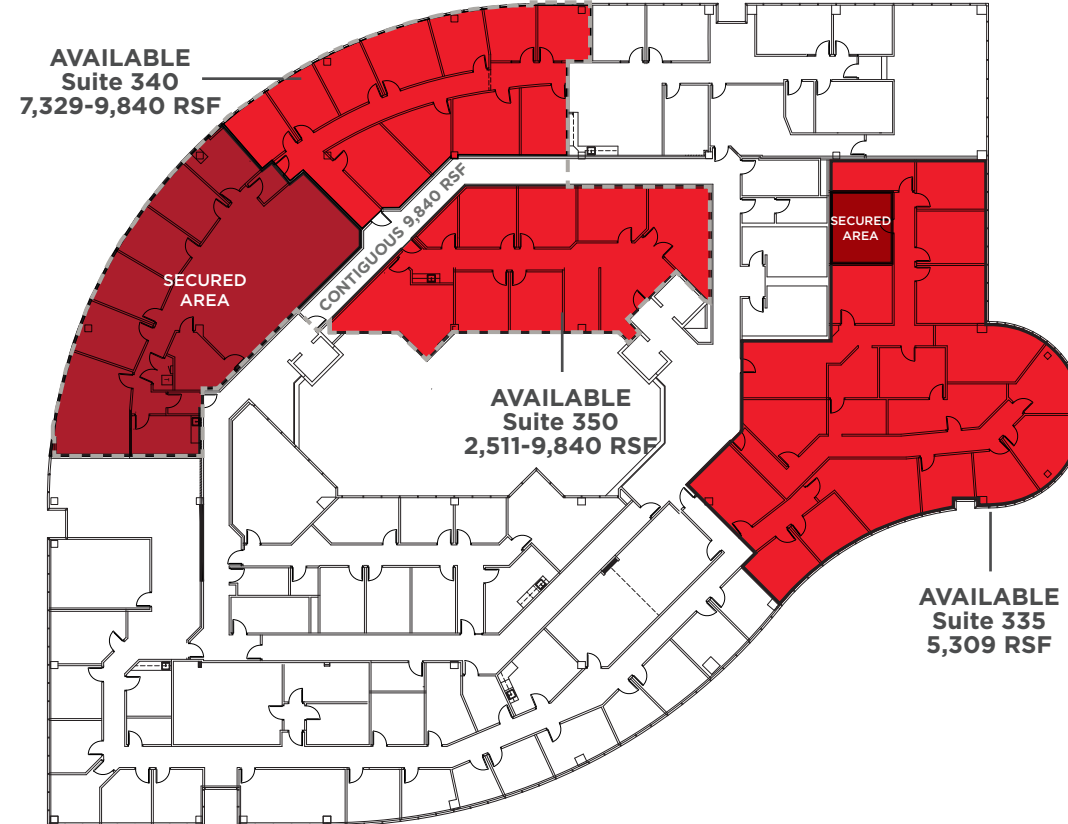 AVAILABLE
Suite 340
7,329-9,840 RSF
CONTIGUOUS 9,840 RSF
SECURED
AREA
SECURED
AREA
AVAILABLE
Suite 350
2,511-9,840 RSF
AVAILABLE
Suite 335
5,309 RSF